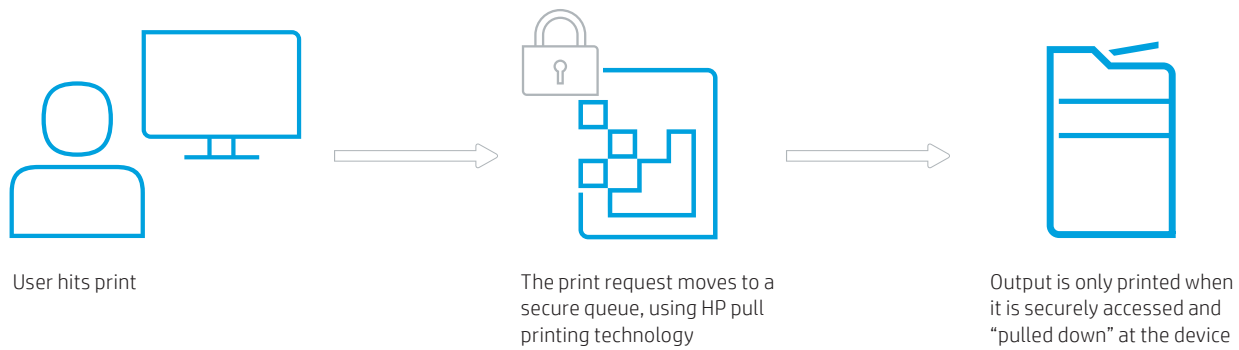 User hits print
The print request moves to a
secure queue, using HP pull
printing technology
Output is only printed when
it is securely accessed and
“pulled down” at the device